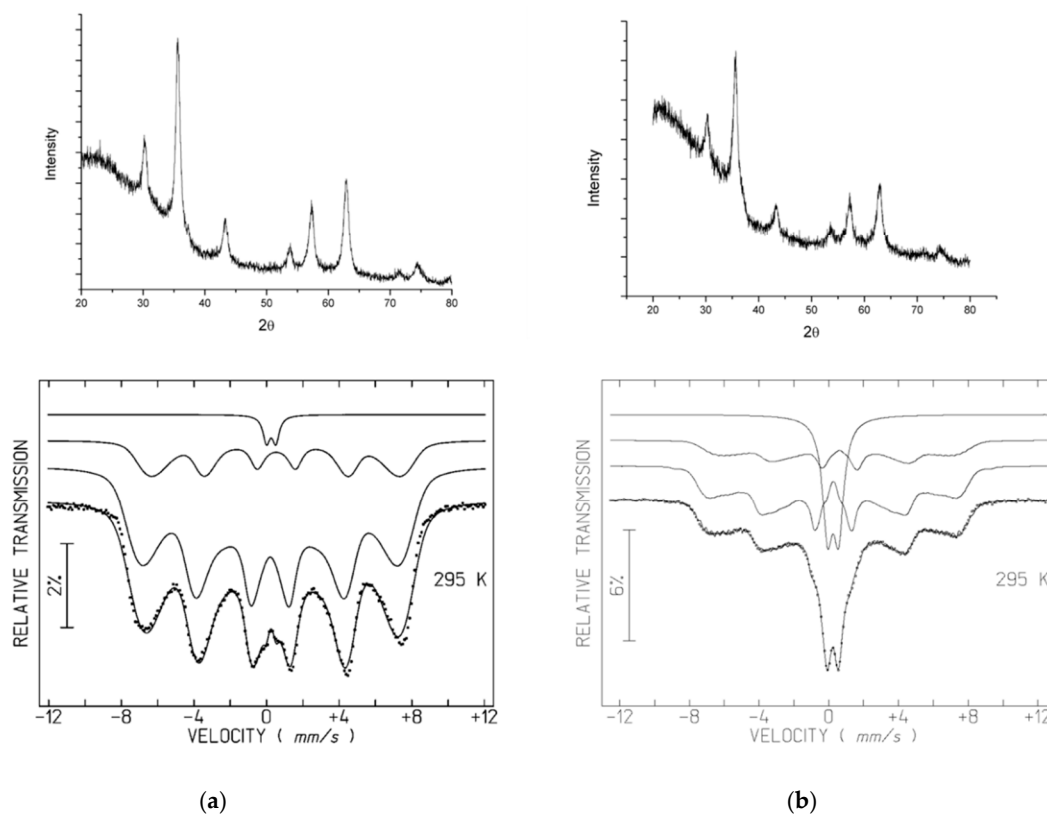 Intensity
20 30 40 50 60 70 80
2θ
Intensity
20 30 40 50 60 70 80
2θ
RELATIVE TRANSMISSION
2%
295 K
-12 -8 -4 0 +4 +8 +12
VELOCITY ( mm/s )
(a)
RELATIVE TRANSMISSION
6%
295 K
-12 -8 -4 0 +4 +8 +12
VELOCITY ( mm/s )
(b)